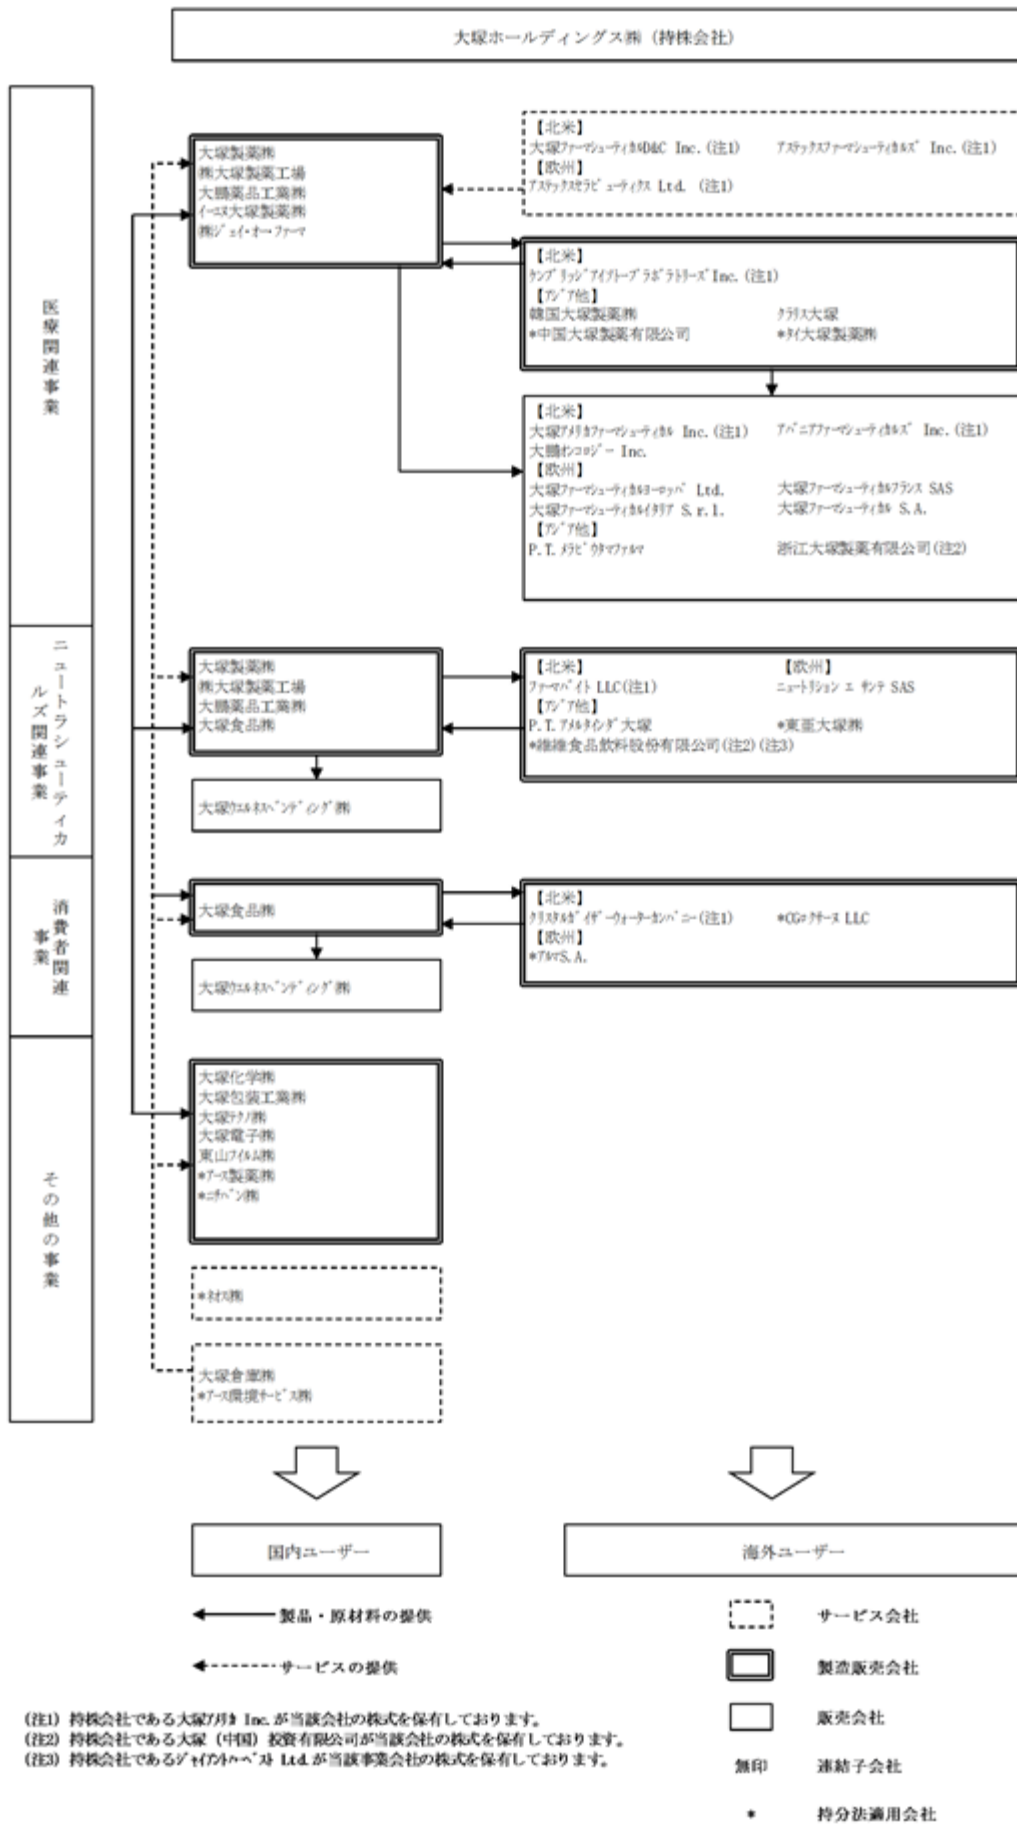 大塚ホールディングス㈱（持株会社）
医療関連事業
大塚製薬㈱
㈱大塚製薬工場
大鵬薬品工業㈱
イーエヌ大塚製薬㈱
㈱ジェイ・オー・ファーマ
【北米】
大塚ファーマシューティカルD&C Inc.(注1) アステックスファーマシューティカルズ Inc.(注1)
【欧州】
アステックスセラピューティクス Ltd. (注1)
【北米】
ケンブリッジアイソトープラボラトリーズ Inc.(注1)
【アジア他】
韓国大塚製薬㈱ クラリス大塚
*中国大塚製薬有限公司 *タイ大塚製薬㈱
【北米】
大塚アメリカファーマシューティカル Inc.(注1) アバニアファーマシューティカルズ Inc.(注1)
大鵬オンコロジー Inc.
【欧州】
大塚ファーマシューティカルヨーロッパ Ltd. 大塚ファーマシューティカルフランス SAS
大塚ファーマシューティカルイタリア S.r.l. 大塚ファーマシューティカル S.A.
【アジア他】
P.T.メラピウタマファルマ 浙江大塚製薬有限公司(注2)
ニュートラシューティカルズ関連事業
大塚製薬㈱
㈱大塚製薬工場
大鵬薬品工業㈱
大塚食品㈱
【北米】 【欧州】
ファーマバイト LLC(注1) ニュートリション エ サンテ SAS
【アジア他】
P.T.アメルタインダ大塚 *東亜大塚㈱
*維維食品飲料股份有限公司(注2)(注3)
大塚ウエルネスベンディング㈱
消費者関連事業
大塚食品㈱
【北米】
クリスタルガイザーウォーターカンパニー(注1) *CGロクサーヌ LLC
【欧州】
*アルマS.A.
大塚ウエルネスベンディング㈱
その他の事業
大塚化学㈱
大塚包装工業㈱
大塚テクノ㈱
大塚電子㈱
東山フイルム㈱
*アース製薬㈱
*ニチバン㈱
*ネオス㈱
大塚倉庫㈱
*アース環境サービス㈱
国内ユーザー 海外ユーザー
製品・原材料の提供
サービスの提供
サービス会社
製造販売会社
販売会社
無印 連結子会社
* 持分法適用会社
(注1) 持株会社である大塚アメリカ Inc.が当該会社の株式を保有しております。
(注2) 持株会社である大塚（中国）投資有限公司が当該会社の株式を保有しております。
(注3) 持株会社であるジャイアントハーベスト Ltd.が当該事業会社の株式を保有しております。